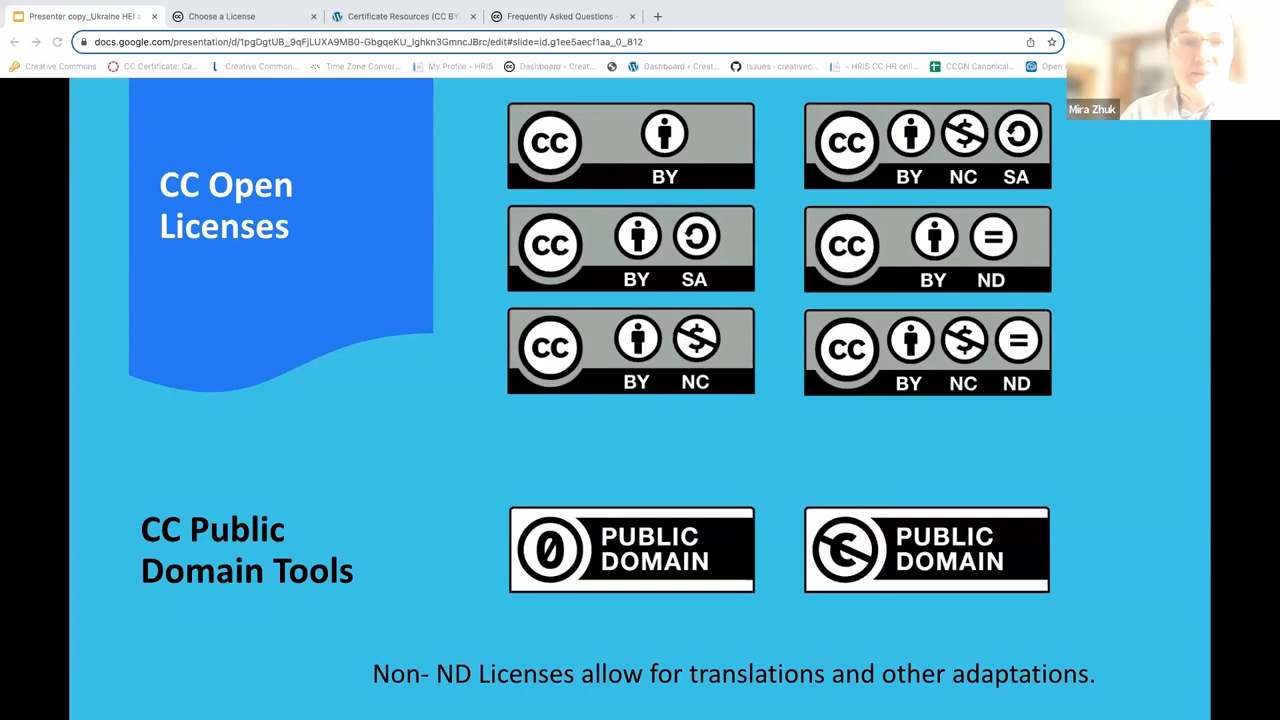 Presenter copy_Ukraine HEI a
Choose a License
Certificate Resources (CC BY
Frequently Asked Questions -
docs.google.com/presentation/d/1pgDgtUB_9qFjLUXA9MB0-GbgqeKU_Ighkn3GmncJBrc/edit#slide=id.g1ee5aecf1aa_0_812
Creative Commons
CC Certificate: Ca...
Creative Common...
Time Zone Conver...
My Profile - HRIS
Dashboard ‹ Creat...
Dashboard ‹ Creat...
Issues · creativec...
- HRIS CC HR onli...
CCGN Canonical...
Open
Mira Zhuk
CC Open
Licenses
CC
BY
CC
BY NC SA
CC
BY SA
CC
BY ND
CC
BY NC
CC
BY NC ND
CC Public
Domain Tools
0 PUBLIC
DOMAIN
C PUBLIC
DOMAIN
Non- ND Licenses allow for translations and other adaptations.